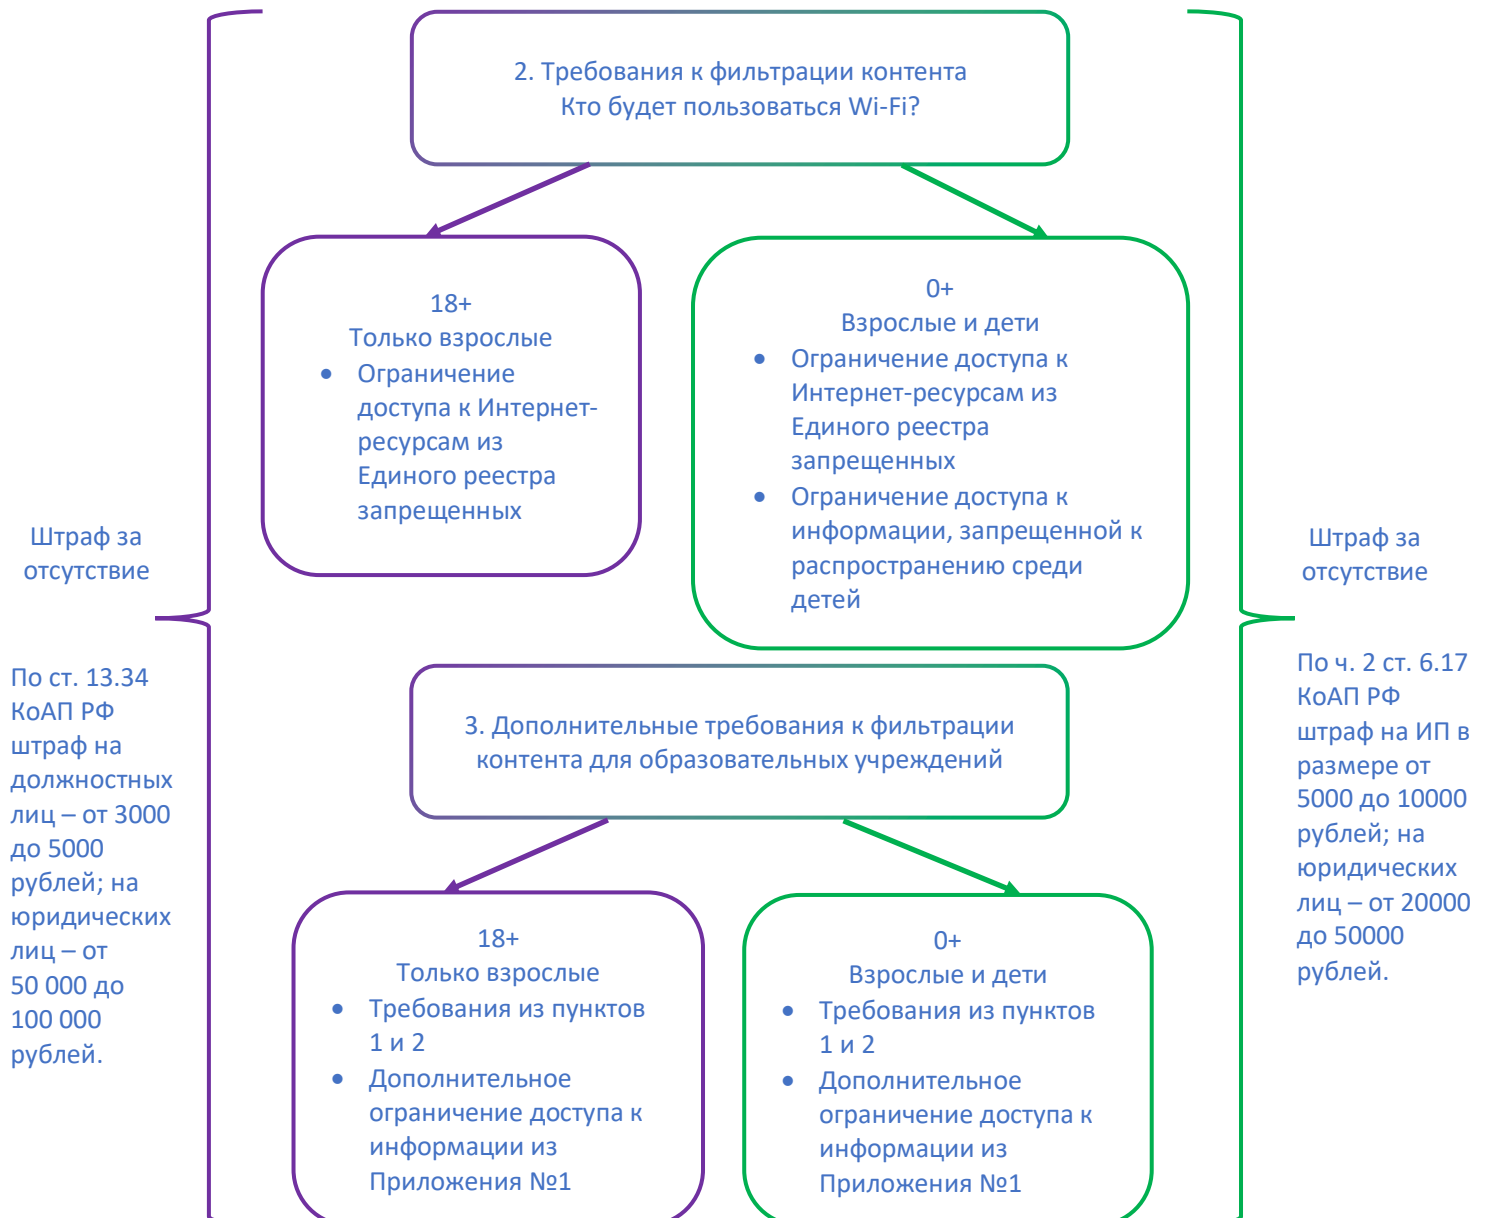 2. Требования к фильтрации контента
Кто будет пользоваться Wi-Fi?
18+
Только взрослые
• Ограничение
доступа к Интернет-
ресурсам из
Единого реестра
запрещенных
0+
Взрослые и дети
• Ограничение доступа к
Интернет-ресурсам из
Единого реестра
запрещенных
• Ограничение доступа к
информации, запрещенной к
распространению среди
детей
Штраф за
отсутствие
По ст. 13.34
КоАП РФ
штраф на
должностных
лиц – от 3000
до 5000
рублей; на
юридических
лиц – от
50 000 до
100 000
рублей.
Штраф за
отсутствие
По ч. 2 ст. 6.17
КоАП РФ
штраф на ИП в
размере от
5000 до 10000
рублей; на
юридических
лиц – от 20000
до 50000
рублей.
3. Дополнительные требования к фильтрации
контента для образовательных учреждений
18+
Только взрослые
• Требования из пунктов
1 и 2
• Дополнительное
ограничение доступа к
информации из
Приложения №1
0+
Взрослые и дети
• Требования из пунктов
1 и 2
• Дополнительное
ограничение доступа к
информации из
Приложения №1